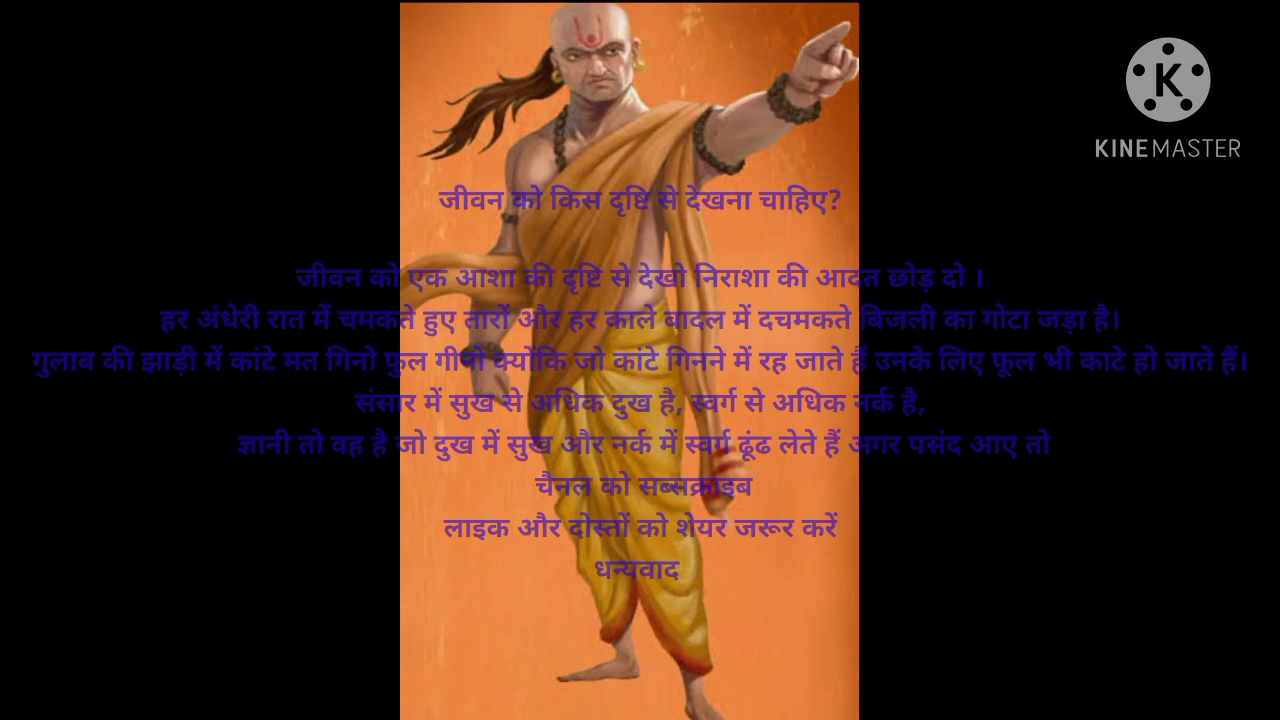 KINEMASTER
जीवन को किस दृष्टि से देखना चाहिए?
जीवन को एक आशा की दृष्टि से देखो निराशा की आदत छोड़ दो ।
हर अंधेरी रात में चमकते हुए तारों और हर काले बादल में दचमकते बिजली का गोटा जड़ा है।
गुलाब की झाड़ी में कांटे मत गिनो फुल गीनो क्योंकि जो कांटे गिनने में रह जाते हैं उनके लिए फूल भी काटे हो जाते हैं।
संसार में सुख से अधिक दुख है, स्वर्ग से अधिक नर्क है,
ज्ञानी तो वह है जो दुख में सुख और नर्क में स्वर्ग ढूंढ लेते हैं अगर पसंद आए तो
चैनल को सब्सक्राइब
लाइक और दोस्तों को शेयर जरूर करें
धन्यवाद